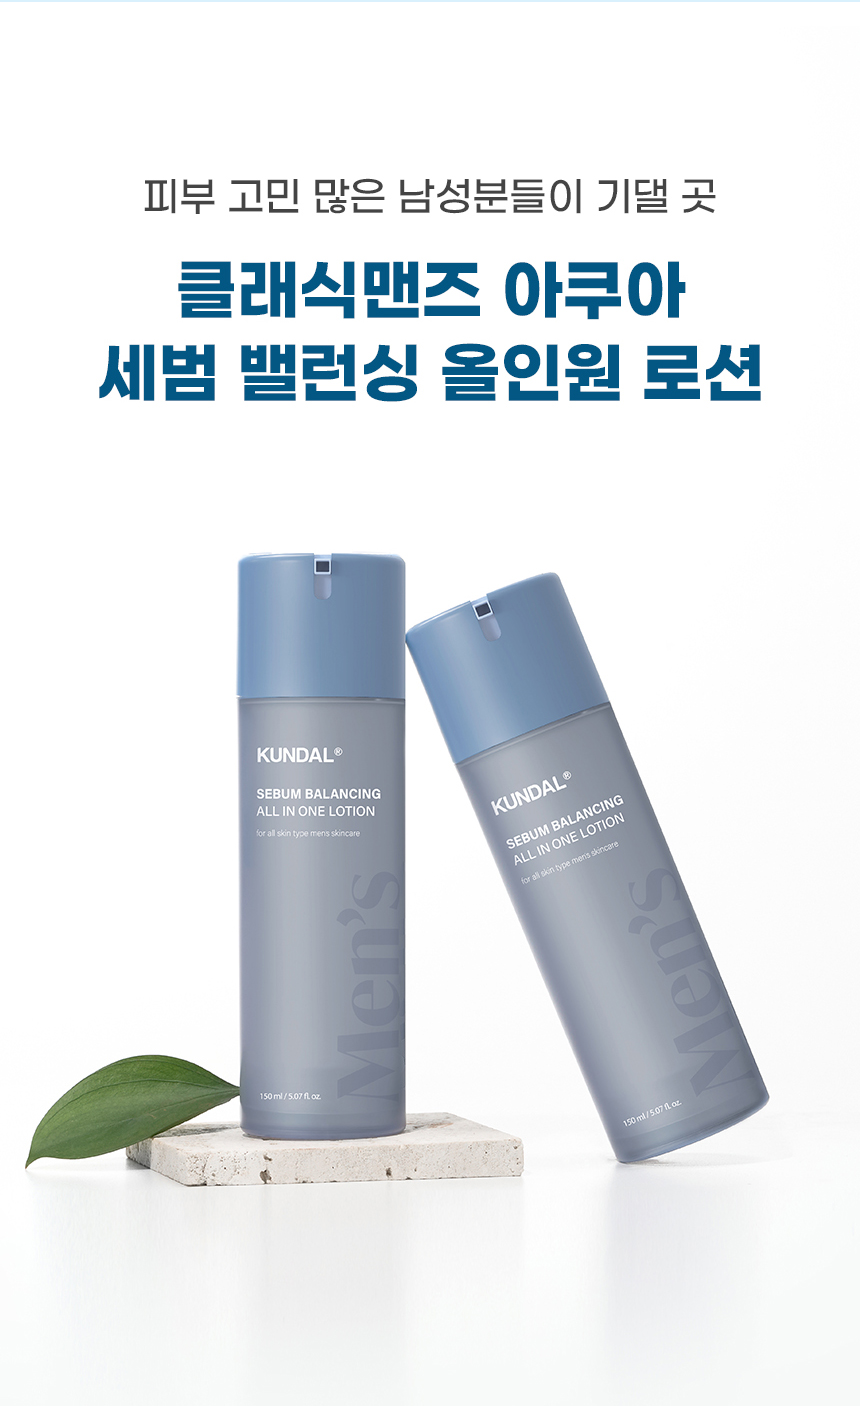 피부 고민 많은 남성분들이 기댈 곳
클래식맨즈 아쿠아
세범 밸런싱 올인원 로션
KUNDAL®
SEBUM BALANCING
ALL IN ONE LOTION
for all skin type mens skincare
Men's
150 ml / 5.07 fl. oz.
KUNDAL®
SEBUM BALANCING
ALL IN ONE LOTION
for all skin type mens skincare
Men's
150 ml / 5.07 fl. oz.